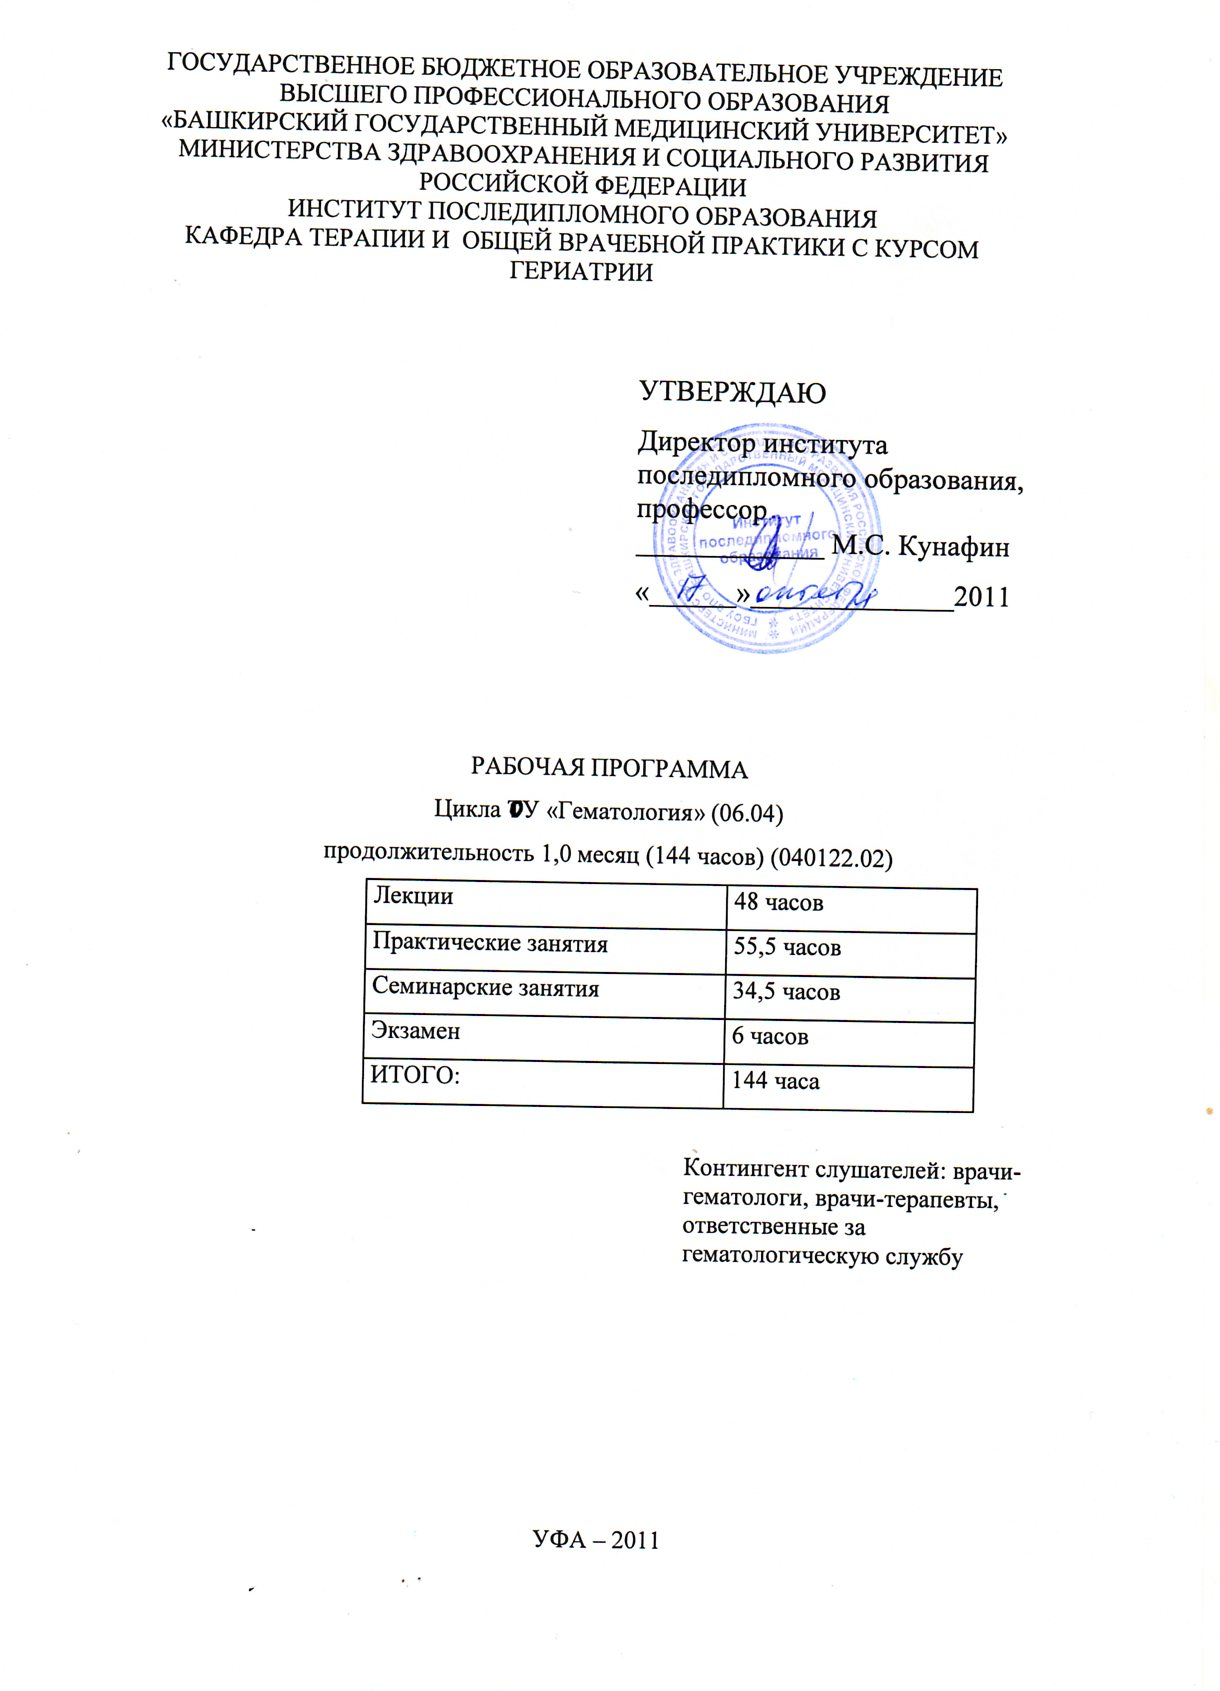 ГОСУДАРСТВЕННОЕ БЮДЖЕТНОЕ ОБРАЗОВАТЕЛЬНОЕ УЧРЕЖДЕНИЕ
ВЫСШЕГО ПРОФЕССИОНАЛЬНОГО ОБРАЗОВАНИЯ
«БАШКИРСКИЙ ГОСУДАРСТВЕННЫЙ МЕДИЦИНСКИЙ УНИВЕРСИТЕТ»
МИНИСТЕРСТВА ЗДРАВООХРАНЕНИЯ И СОЦИАЛЬНОГО РАЗВИТИЯ
РОССИЙСКОЙ ФЕДЕРАЦИИ
ИНСТИТУТ ПОСЛЕДИПЛОМНОГО ОБРАЗОВАНИЯ
КАФЕДРА ТЕРАПИИ И ОБЩЕЙ ВРАЧЕБНОЙ ПРАКТИКИ С КУРСОМ
ГЕРИАТРИИ
УТВЕРЖДАЮ
Директор института
последипломного образования,
профессор
Институт
последипломного
образования
М.С. Кунафин
«17» октября 2011
РАБОЧАЯ ПРОГРАММА
Цикла У «Гематология» (06.04)
продолжительность 1,0 месяц (144 часов) (040122.02)
Лекции 48 часов
Практические занятия 55,5 часов
Семинарские занятия 34,5 часов
Экзамен 6 часов
ИТОГО: 144 часа
Контингент слушателей: врачи-
гематологи, врачи-терапевты,
ответственные за
гематологическую службу
УФА – 2011